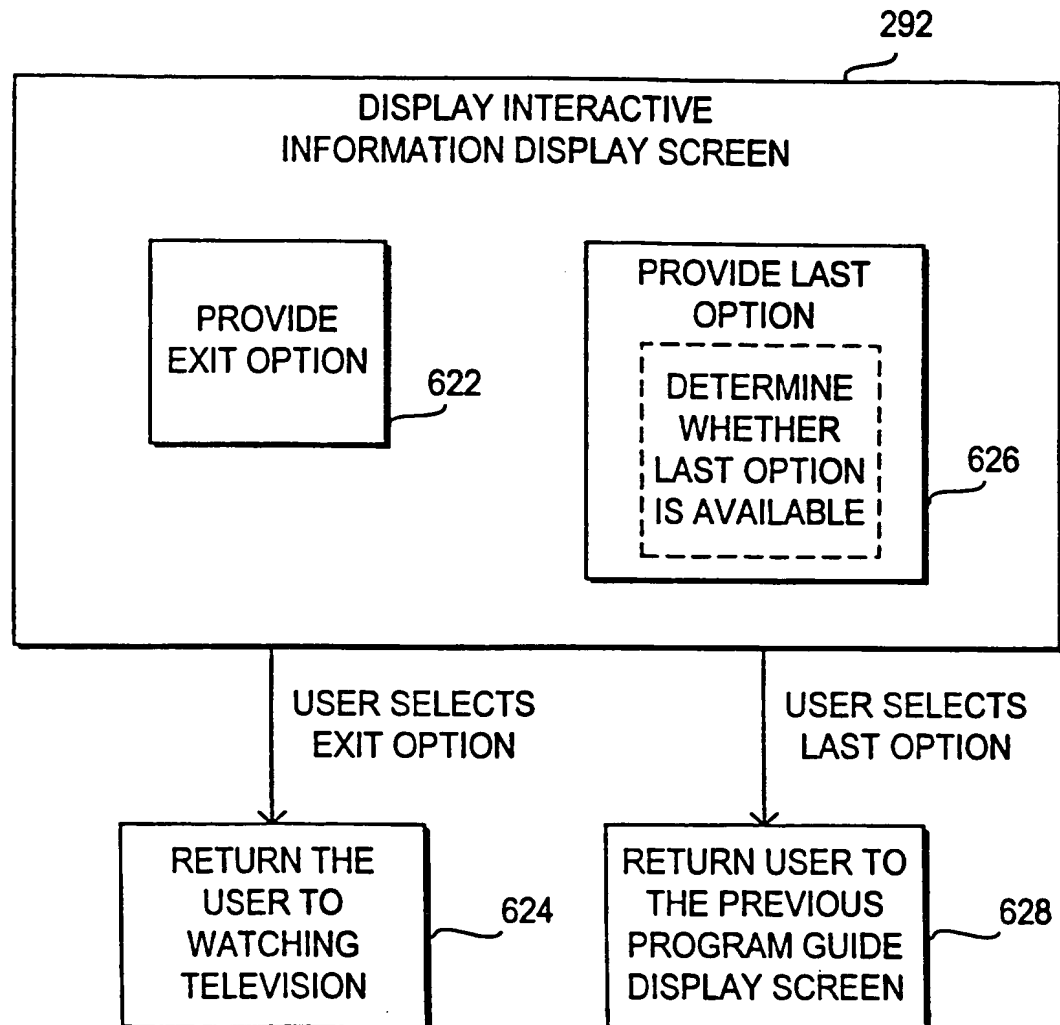 292
DISPLAY INTERACTIVE
INFORMATION DISPLAY SCREEN
PROVIDE
EXIT OPTION
622
PROVIDE LAST
OPTION
DETERMINE
WHETHER
LAST OPTION
IS AVAILABLE
626
USER SELECTS
EXIT OPTION
USER SELECTS
LAST OPTION
RETURN THE
USER TO
WATCHING
TELEVISION
624
RETURN USER TO
THE PREVIOUS
PROGRAM GUIDE
DISPLAY SCREEN
628